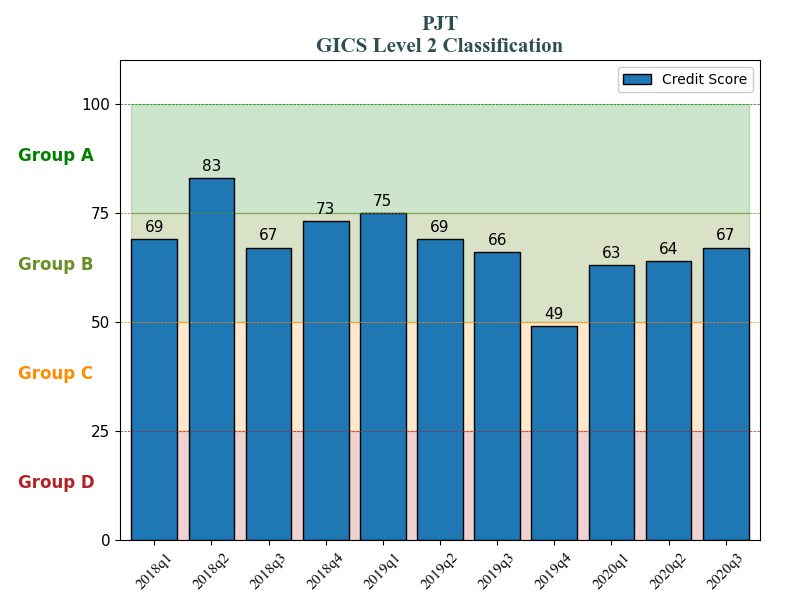 PJT
GICS Level 2 Classification
Credit Score
100
75
50
25
0
Group A
Group B
Group C
Group D
69
83
67
73
75
69
66
49
63
64
67
2018q1
2018q2
2018q3
2018q4
2019q1
2019q2
2019q3
2019q4
2020q1
2020q2
2020q3